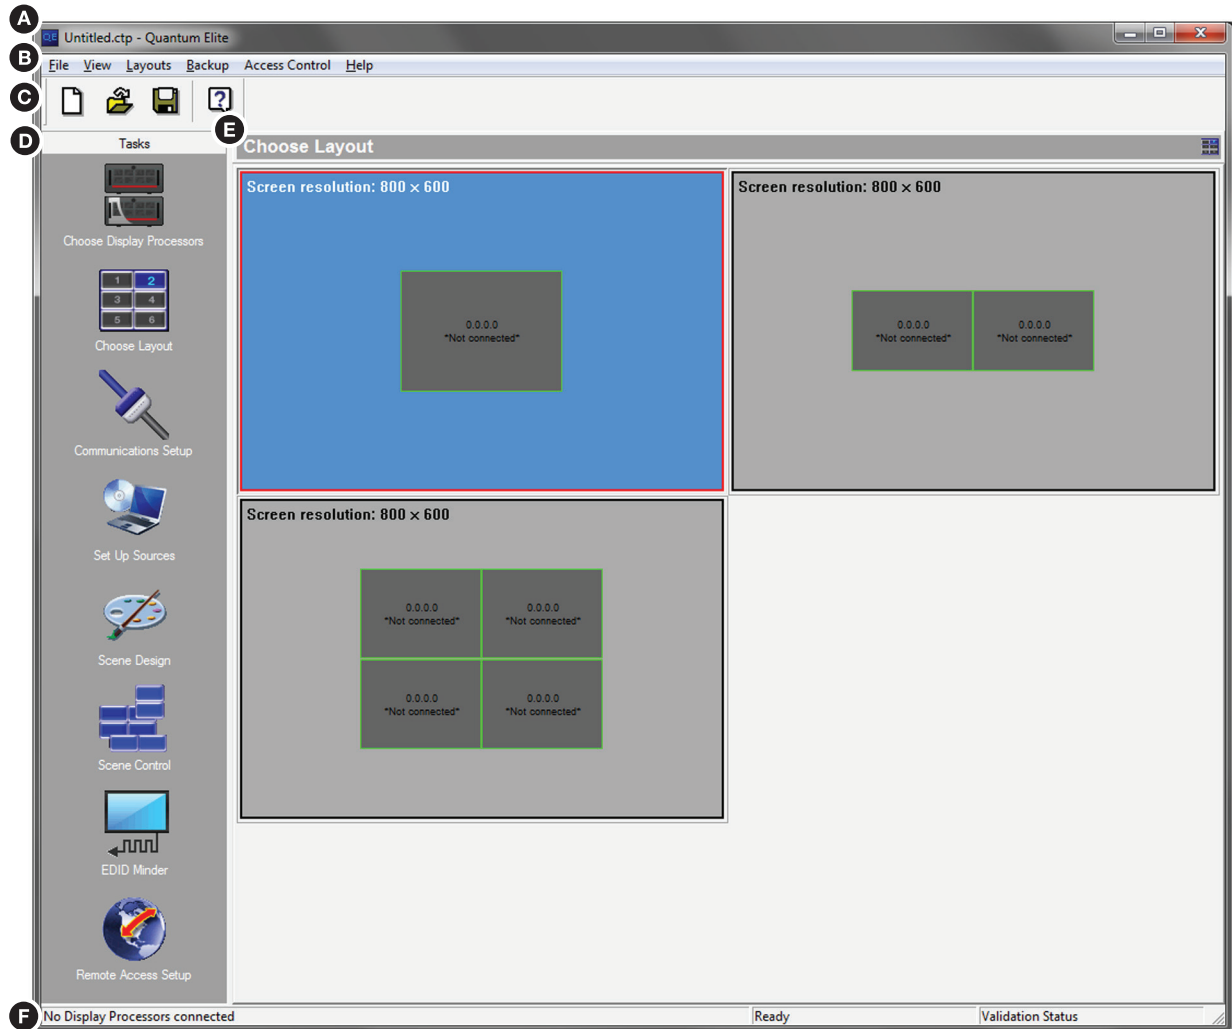 A
QE Untitled.ctp - Quantum Elite
B
File View Layouts Backup Access Control Help
C
?
D
Tasks
E
Choose Layout
Choose Display Processors
1 2
3 4
5 6
Choose Layout
Communications Setup
Set Up Sources
Scene Design
Scene Control
EDID Minder
Remote Access Setup
Screen resolution: 800 × 600
0.0.0.0
*Not connected*
Screen resolution: 800 × 600
0.0.0.0
*Not connected*
0.0.0.0
*Not connected*
Screen resolution: 800 × 600
0.0.0.0
*Not connected*
0.0.0.0
*Not connected*
0.0.0.0
*Not connected*
0.0.0.0
*Not connected*
F
No Display Processors connected
Ready
Validation Status